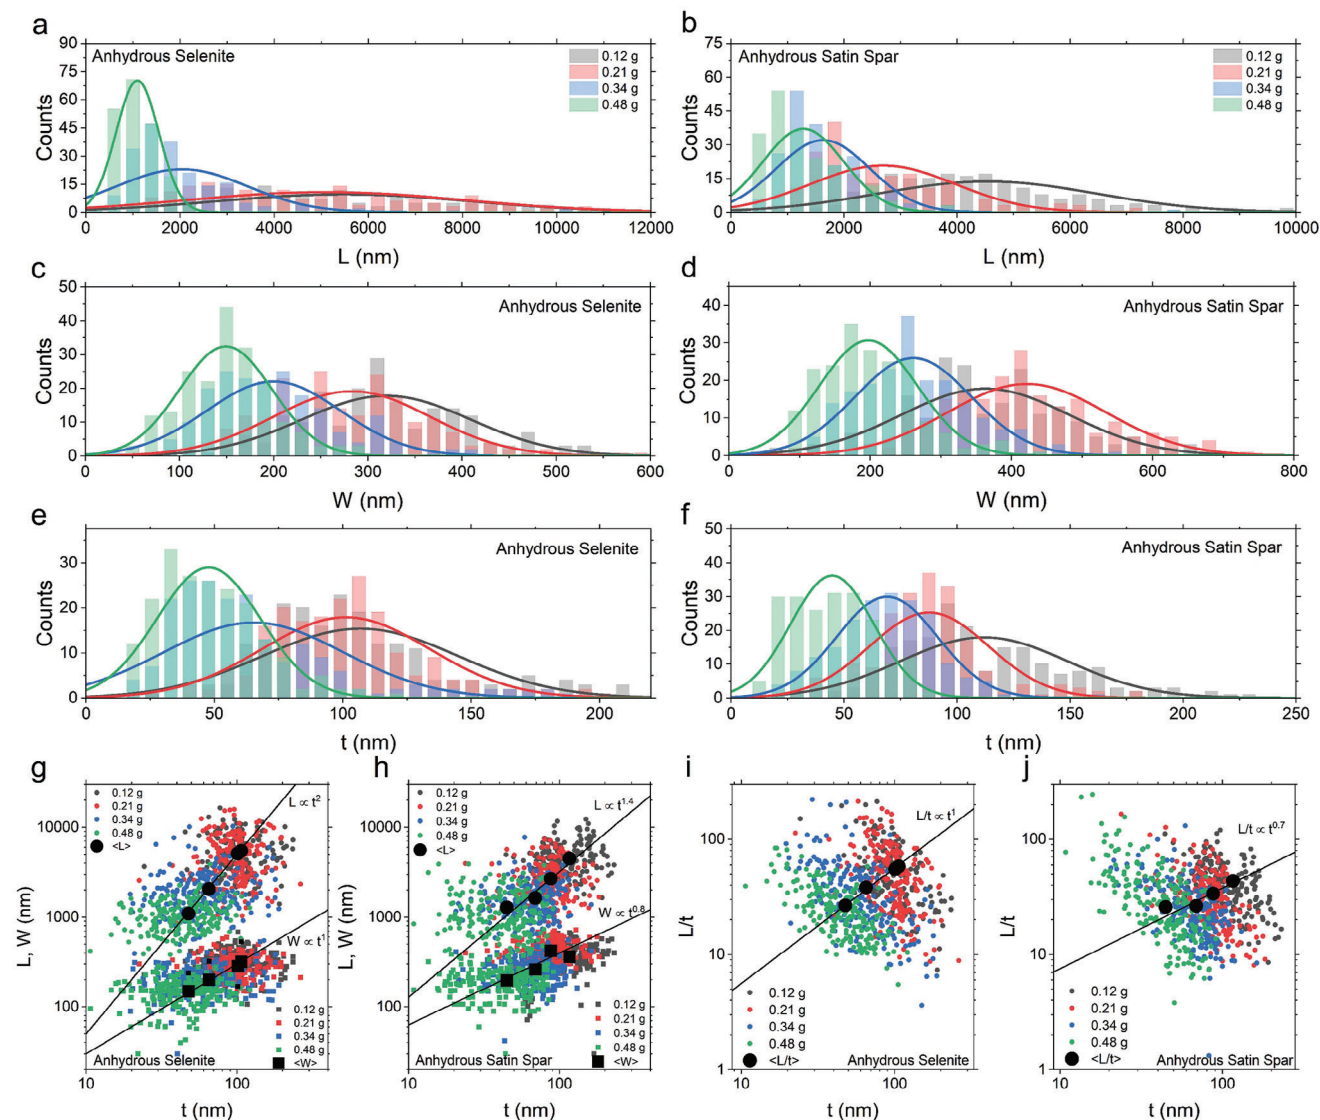 a
Anhydrous Selenite
0.12 g
0.21 g
0.34 g
0.48 g
90
75
60
45
30
15
0
Counts
0 2000 4000 6000 8000 10000 12000
L (nm)
b
Anhydrous Satin Spar
0.12 g
0.21 g
0.34 g
0.48 g
75
60
45
30
15
0
Counts
0 2000 4000 6000 8000 10000
L (nm)
c
Anhydrous Selenite
50
40
30
20
10
0
Counts
0 100 200 300 400 500 600
W (nm)
d
Anhydrous Satin Spar
40
30
20
10
0
Counts
0 200 400 600 800
W (nm)
e
Anhydrous Selenite
30
20
10
0
Counts
0 50 100 150 200
t (nm)
f
Anhydrous Satin Spar
50
40
30
20
10
0
Counts
0 50 100 150 200 250
t (nm)
g
0.12 g
0.21 g
0.34 g
0.48 g
<L>
L ∝ t²
W ∝ t¹
10000
1000
100
L, W (nm)
0.12 g
0.21 g
0.34 g
0.48 g
<W>
Anhydrous Selenite
10 100
t (nm)
h
0.12 g
0.21 g
0.34 g
0.48 g
<L>
L ∝ t¹·⁴
W ∝ t⁰·⁸
10000
1000
100
L, W (nm)
0.12 g
0.21 g
0.34 g
0.48 g
<W>
Anhydrous Satin Spar
10 100
t (nm)
i
L/t ∝ t¹
100
10
1
L/t
0.12 g
0.21 g
0.34 g
0.48 g
<L/t>
Anhydrous Selenite
10 100
t (nm)
j
L/t ∝ t⁰·⁷
100
10
1
L/t
0.12 g
0.21 g
0.34 g
0.48 g
<L/t>
Anhydrous Satin Spar
10 100
t (nm)